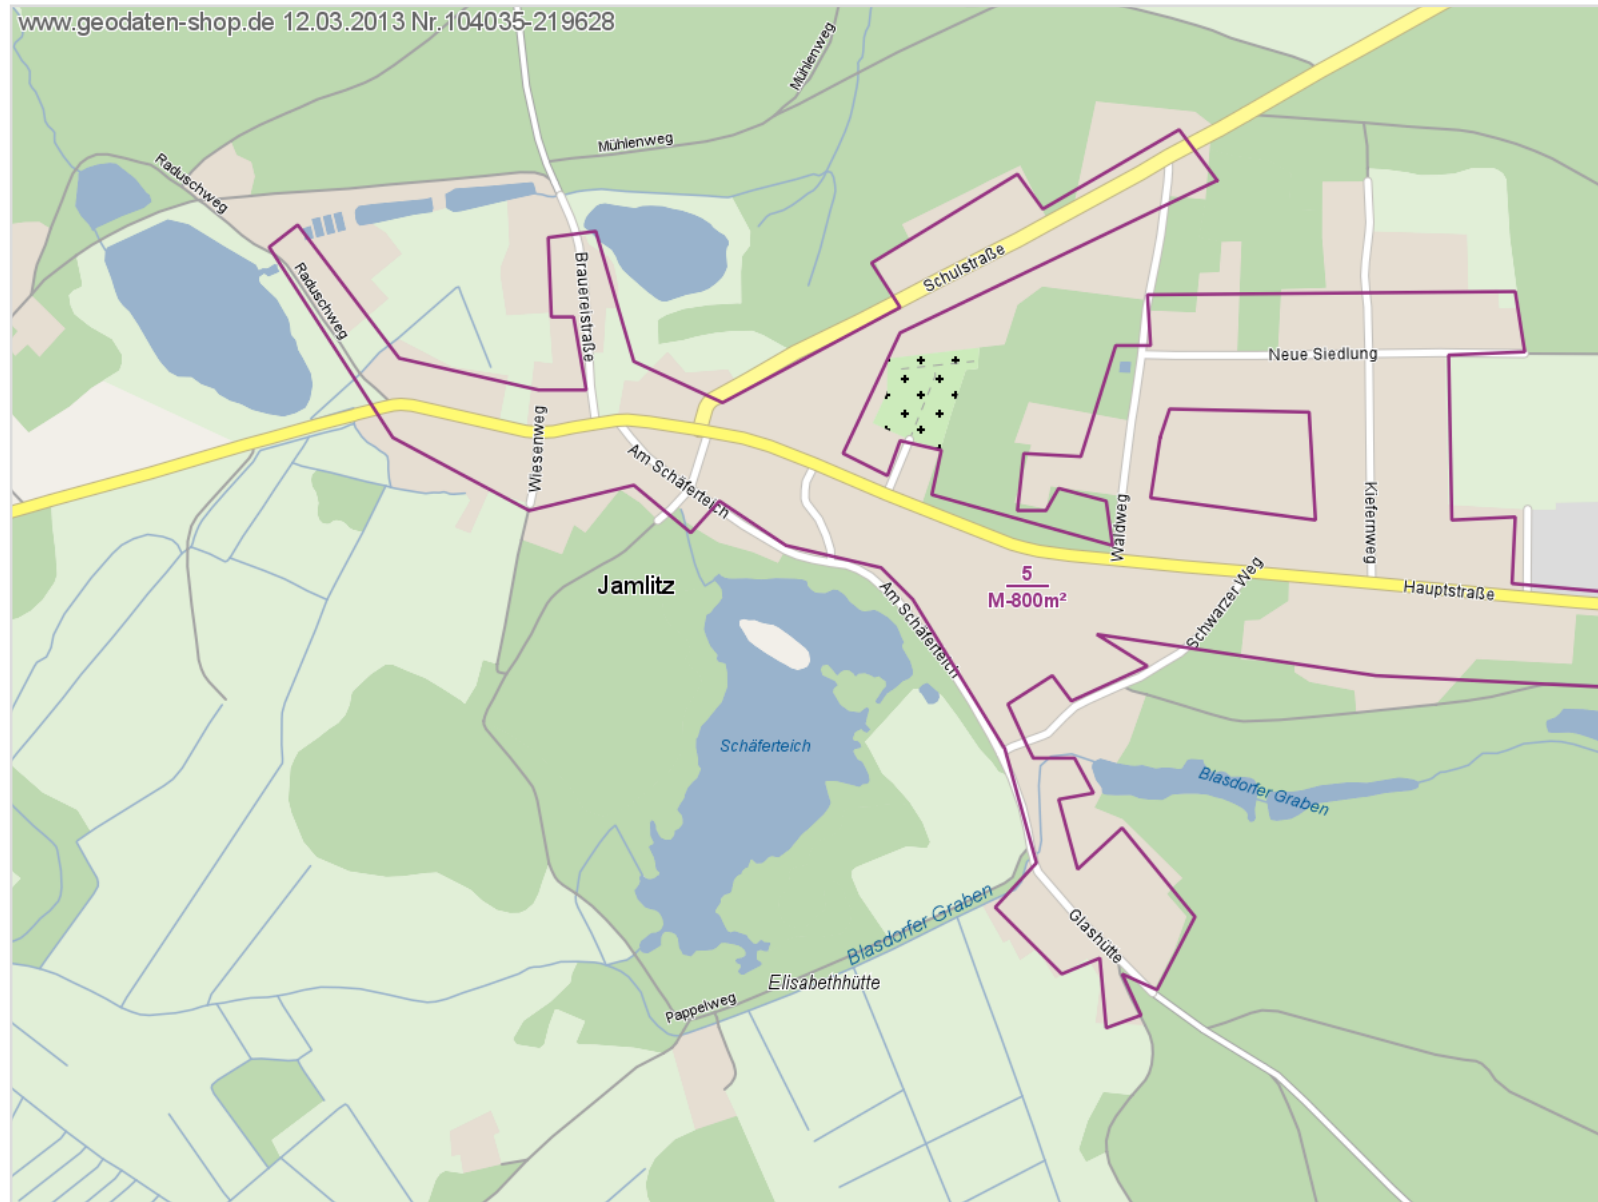 www.geodaten-shop.de 12.03.2013 Nr.104035-219628
Mühlenweg
Mühlenweg
Raduschweg
Raduschweg
Brauereistraße
Schulstraße
Neue Siedlung
Wiesenweg
Am Schäferteich
Waldweg
Kiefernweg
Jamlitz
5
M-800m²
Schwarzer Weg
Hauptstraße
Am Schäferteich
Schäferteich
Blasdorfer Graben
Blasdorfer Graben
Glashütte
Elisabethhütte
Pappelweg